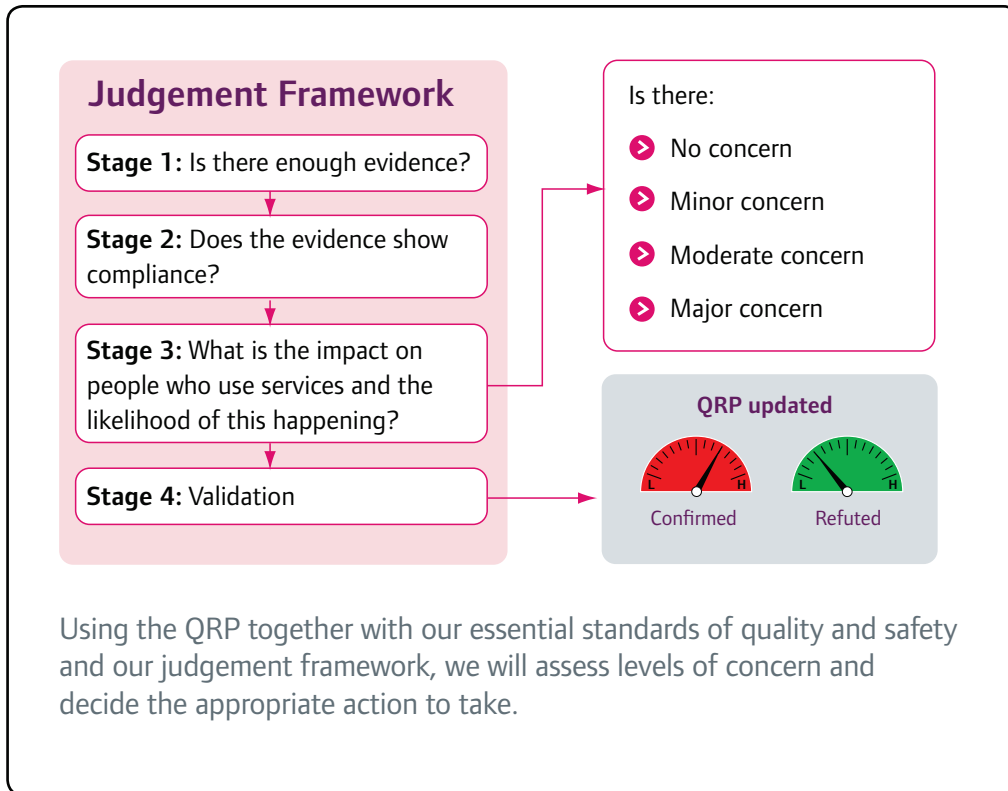 Judgement Framework
Stage 1: Is there enough evidence?
Stage 2: Does the evidence show
compliance?
Stage 3: What is the impact on
people who use services and the
likelihood of this happening?
Stage 4: Validation
Is there:
No concern
Minor concern
Moderate concern
Major concern
QRP updated
L H
L H
Confirmed Refuted
Using the QRP together with our essential standards of quality and safety
and our judgement framework, we will assess levels of concern and
decide the appropriate action to take.